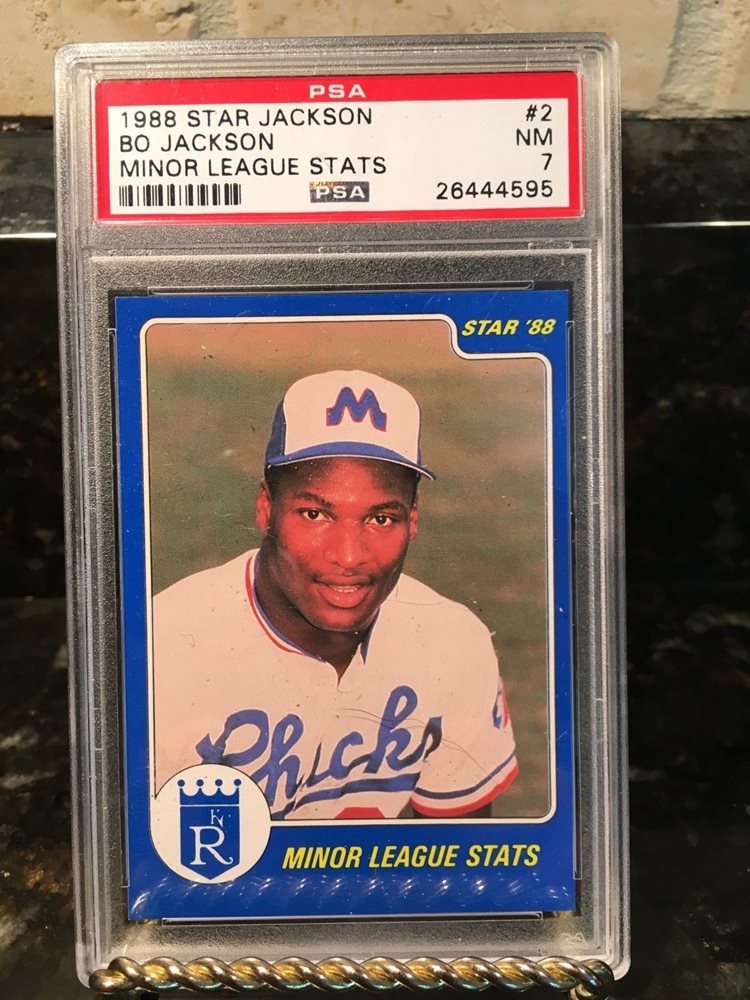 PSA
1988 STAR JACKSON #2
BO JACKSON NM
MINOR LEAGUE STATS 7
PSA 26444595
STAR '88
M
Chicks
KC
R
MINOR LEAGUE STATS